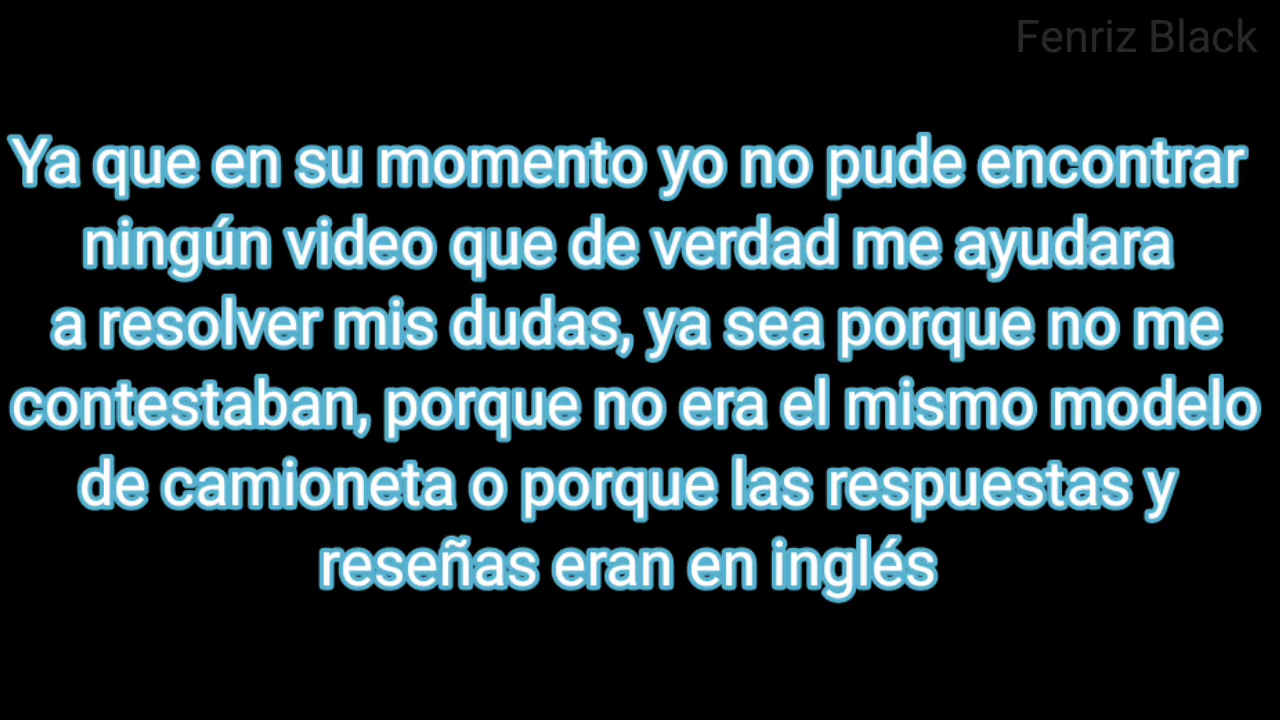 Fenriz Black
Ya que en su momento yo no pude encontrar
ningún video que de verdad me ayudara
a resolver mis dudas, ya sea porque no me
contestaban, porque no era el mismo modelo
de camioneta o porque las respuestas y
reseñas eran en inglés